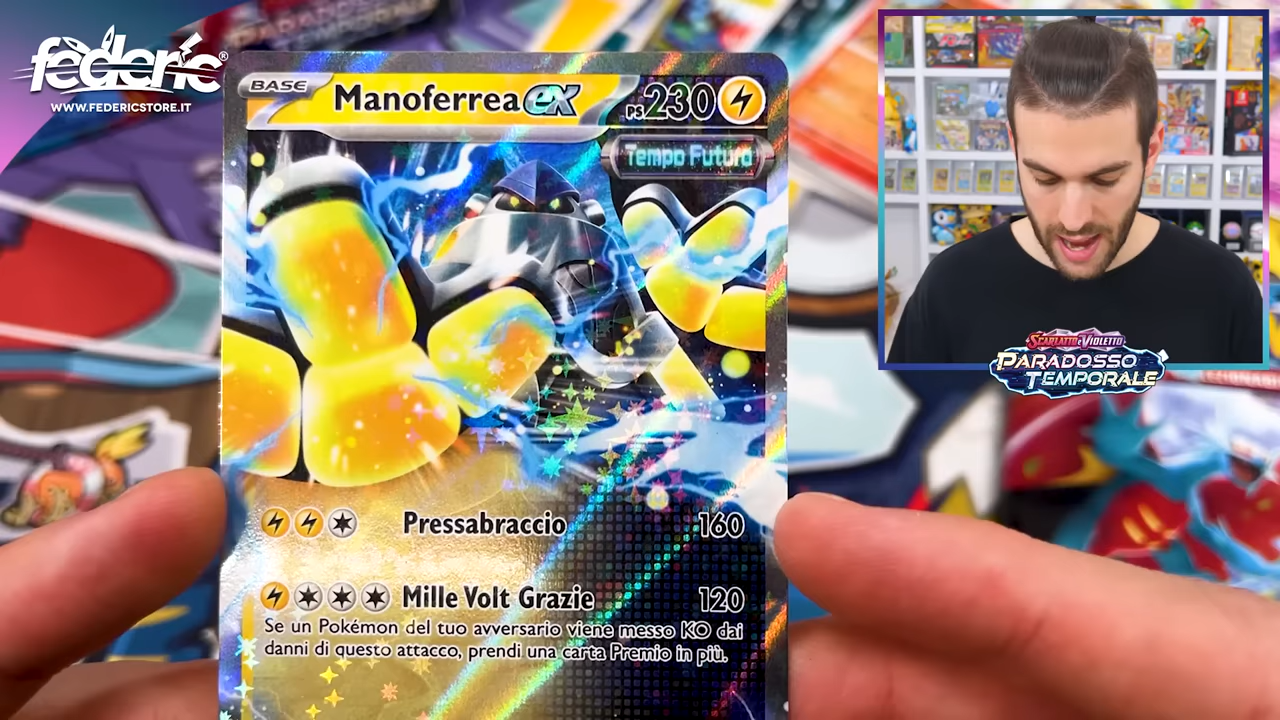 federic®
WWW.FEDERICSTORE.IT
BASE
Manoferrea ex
PS 230
Tempo Futuro
SCARLATTO E VIOLETTO
PARADOSSO
TEMPORALE
Pressabraccio 160
Mille Volt Grazie 120
Se un Pokémon del tuo avversario viene messo KO dai
danni di questo attacco, prendi una carta Premio in più.